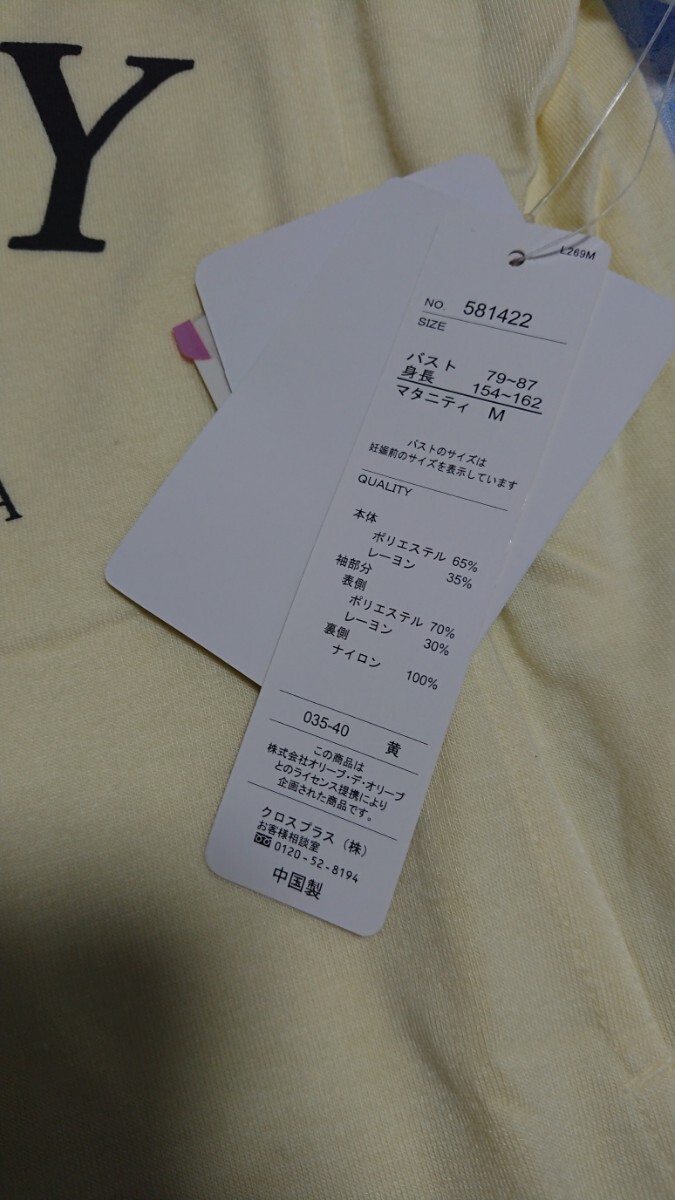 Y
A
L269M
NO. 581422
SIZE
バスト 79~87
身長 154~162
マタニティ M
バストのサイズは
妊娠前のサイズを表示しています
QUALITY
本体
ポリエステル 65%
レーヨン 35%
袖部分
表側
ポリエステル 70%
レーヨン 30%
裏側
ナイロン 100%
035-40 黄
この商品は
株式会社オリーブ・デ・オリーブ
とのライセンス提携により
企画された商品です。
クロスプラス(株)
お客様相談室
0120-52-8194
中国製